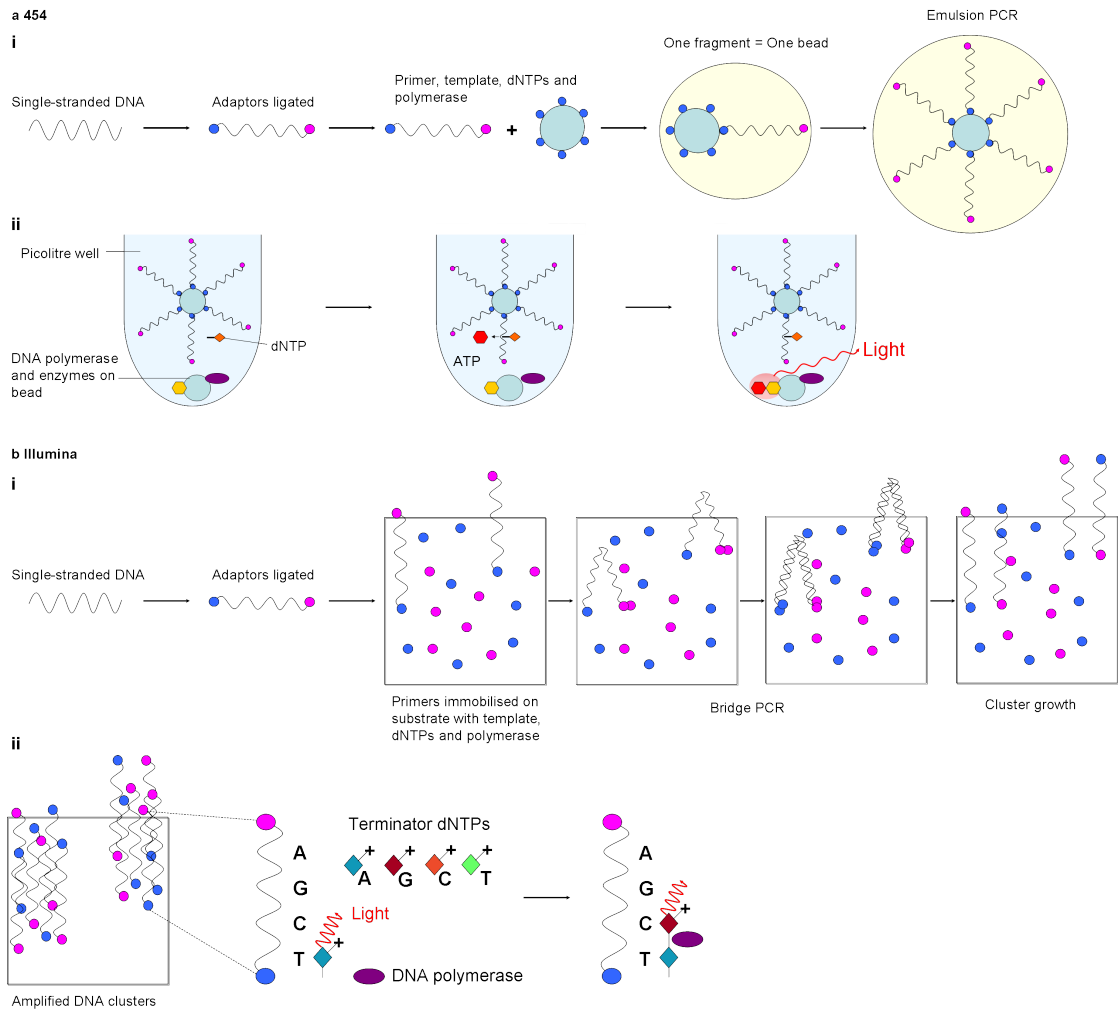 a 454
i
Single-stranded DNA
Adaptors ligated
Primer, template, dNTPs and
polymerase
+
One fragment = One bead
Emulsion PCR
ii
Picolitre well
dNTP
DNA polymerase
and enzymes on
bead
ATP
Light
b Illumina
i
Single-stranded DNA
Adaptors ligated
Primers immobilised on
substrate with template,
dNTPs and polymerase
Bridge PCR
Cluster growth
ii
Amplified DNA clusters
A
G
C
T
+
Light
Terminator dNTPs
+ + + +
A G C T
DNA polymerase
A
G
C
T
+